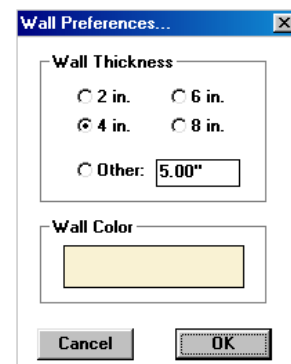 Wall Preferences...
Wall Thickness
2 in. 6 in.
4 in. 8 in.
Other: 5.00"
Wall Color
Cancel OK